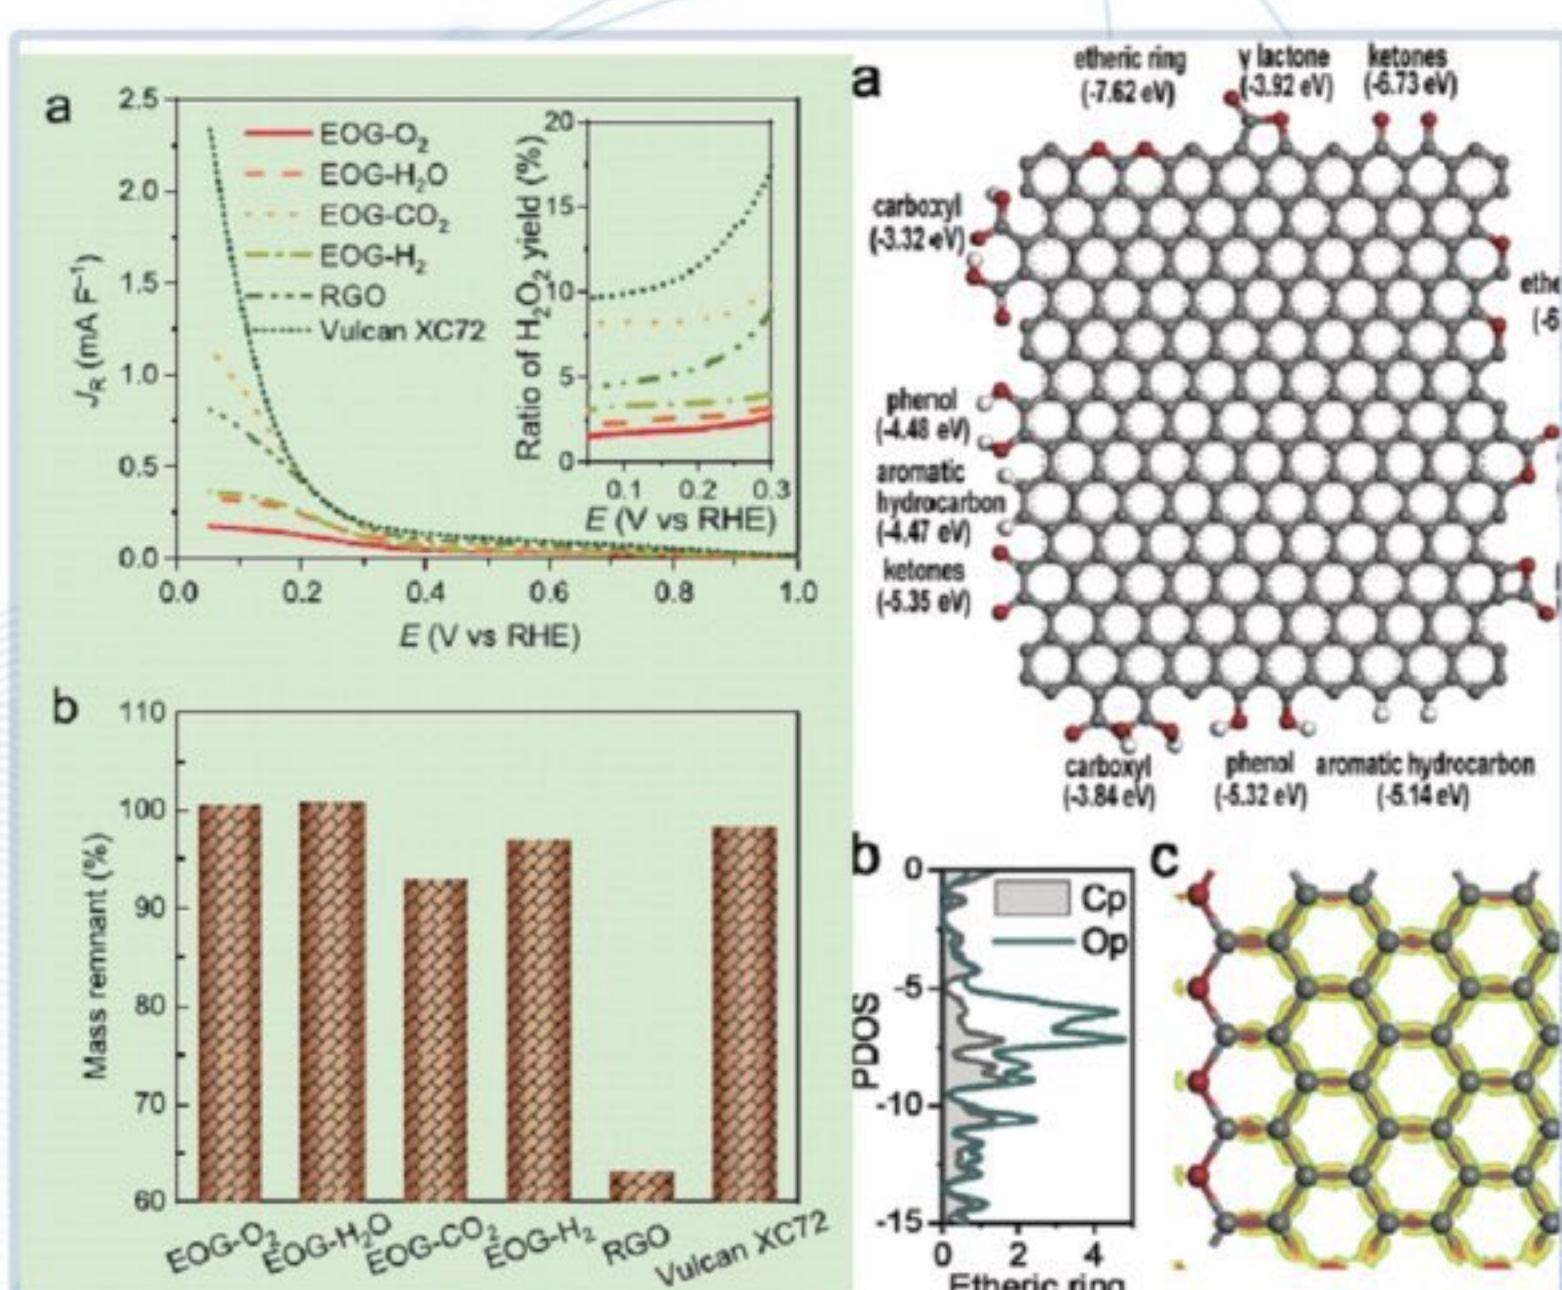 a
2.5
2.0
1.5
1.0
0.5
0.0
J_R (mA F⁻¹)
EOG-O₂
EOG-H₂O
EOG-CO₂
EOG-H₂
RGO
Vulcan XC72
0.0 0.2 0.4 0.6 0.8 1.0
E (V vs RHE)
20
15
10
5
0
Ratio of H₂O₂ yield (%)
0.1 0.2 0.3
E (V vs RHE)
b
110
100
90
80
70
60
Mass remnant (%)
EOG-O₂ EOG-H₂O EOG-CO₂ EOG-H₂ RGO Vulcan XC72
a
etheric ring
(-7.62 eV)
γ lactone
(-3.92 eV)
ketones
(-6.73 eV)
carboxyl
(-3.32 eV)
ethe
(-6
phenol
(-4.48 eV)
aromatic
hydrocarbon
(-4.47 eV)
ketones
(-5.35 eV)
carboxyl
(-3.84 eV)
phenol
(-5.32 eV)
aromatic hydrocarbon
(-5.14 eV)
b
0
-5
-10
-15
PDOS
Cp
Op
0 2 4
Etheric ring
c